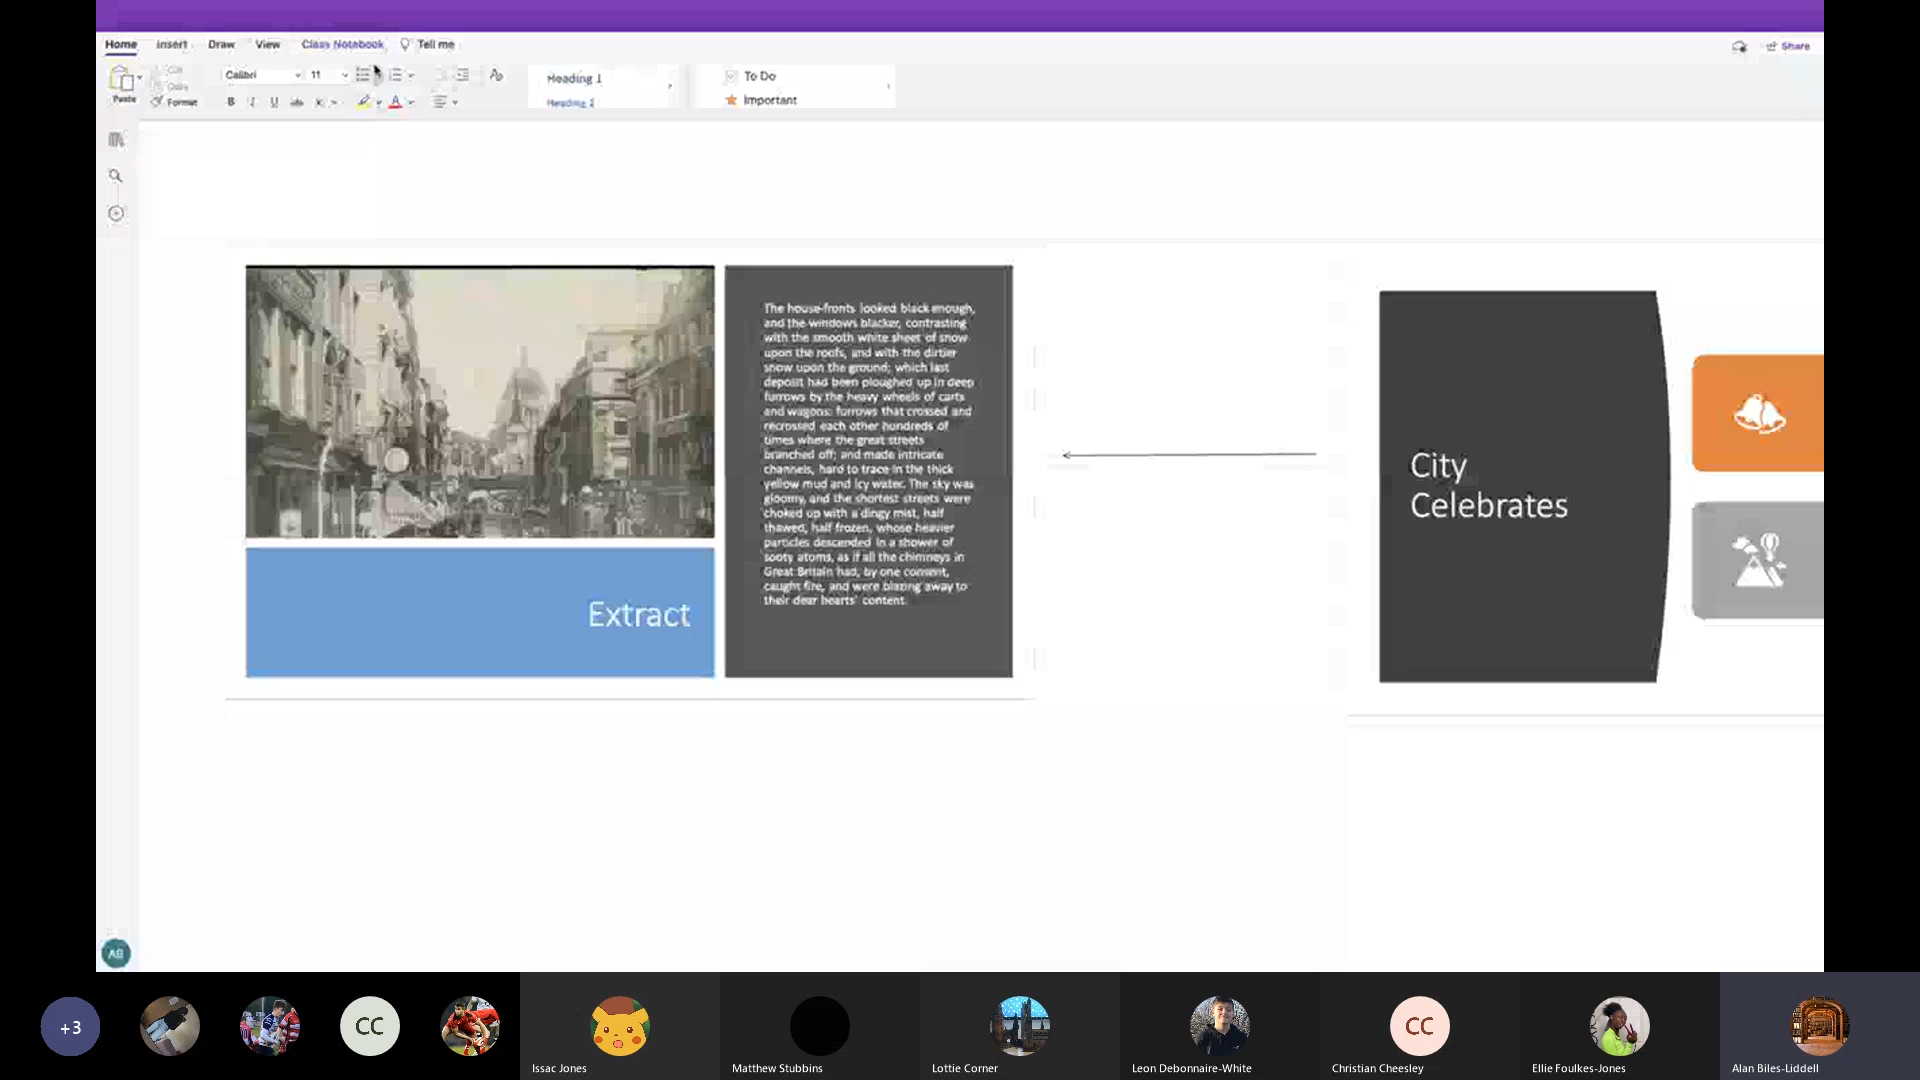 Home Insert Draw View Class Notebook Tell me
Share
Paste
Format
Calibri 11
B I U
A
Heading 1
Heading 2
To Do
Important
The house-fronts looked black enough,
and the windows blacker, contrasting
with the smooth white sheet of snow
upon the roofs, and with the dirtier
snow upon the ground; which last
deposit had been ploughed up in deep
furrows by the heavy wheels of carts
and wagons: furrows that crossed and
recrossed each other hundreds of
times where the great streets
branched off; and made intricate
channels, hard to trace in the thick
yellow mud and icy water. The sky was
gloomy, and the shortest streets were
choked up with a dingy mist, half
thawed, half frozen, whose heavier
particles descended in a shower of
sooty atoms, as if all the chimneys in
Great Britain had, by one consent,
caught fire, and were blazing away to
their dear hearts' content.
Extract
City
Celebrates
AB
+3
CC
Issac Jones
Matthew Stubbins
Lottie Corner
Leon Debonnaire-White
CC
Christian Cheesley
Ellie Foulkes-Jones
Alan Biles-Liddell